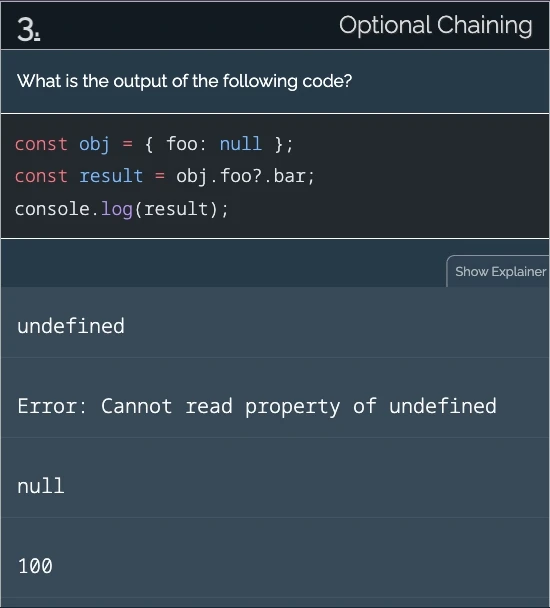 3. Optional Chaining
What is the output of the following code?
const obj = { foo: null };
const result = obj.foo?.bar;
console.log(result);
Show Explainer
undefined
Error: Cannot read property of undefined
null
100